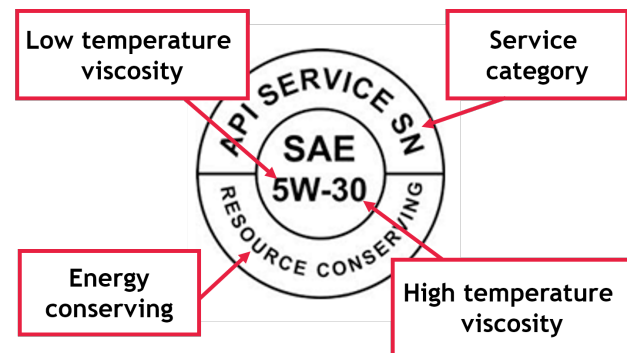 Low temperature
viscosity
Service
category
API SERVICE SN
SAE
5W-30
RESOURCE CONSERVING
Energy
conserving
High temperature
viscosity